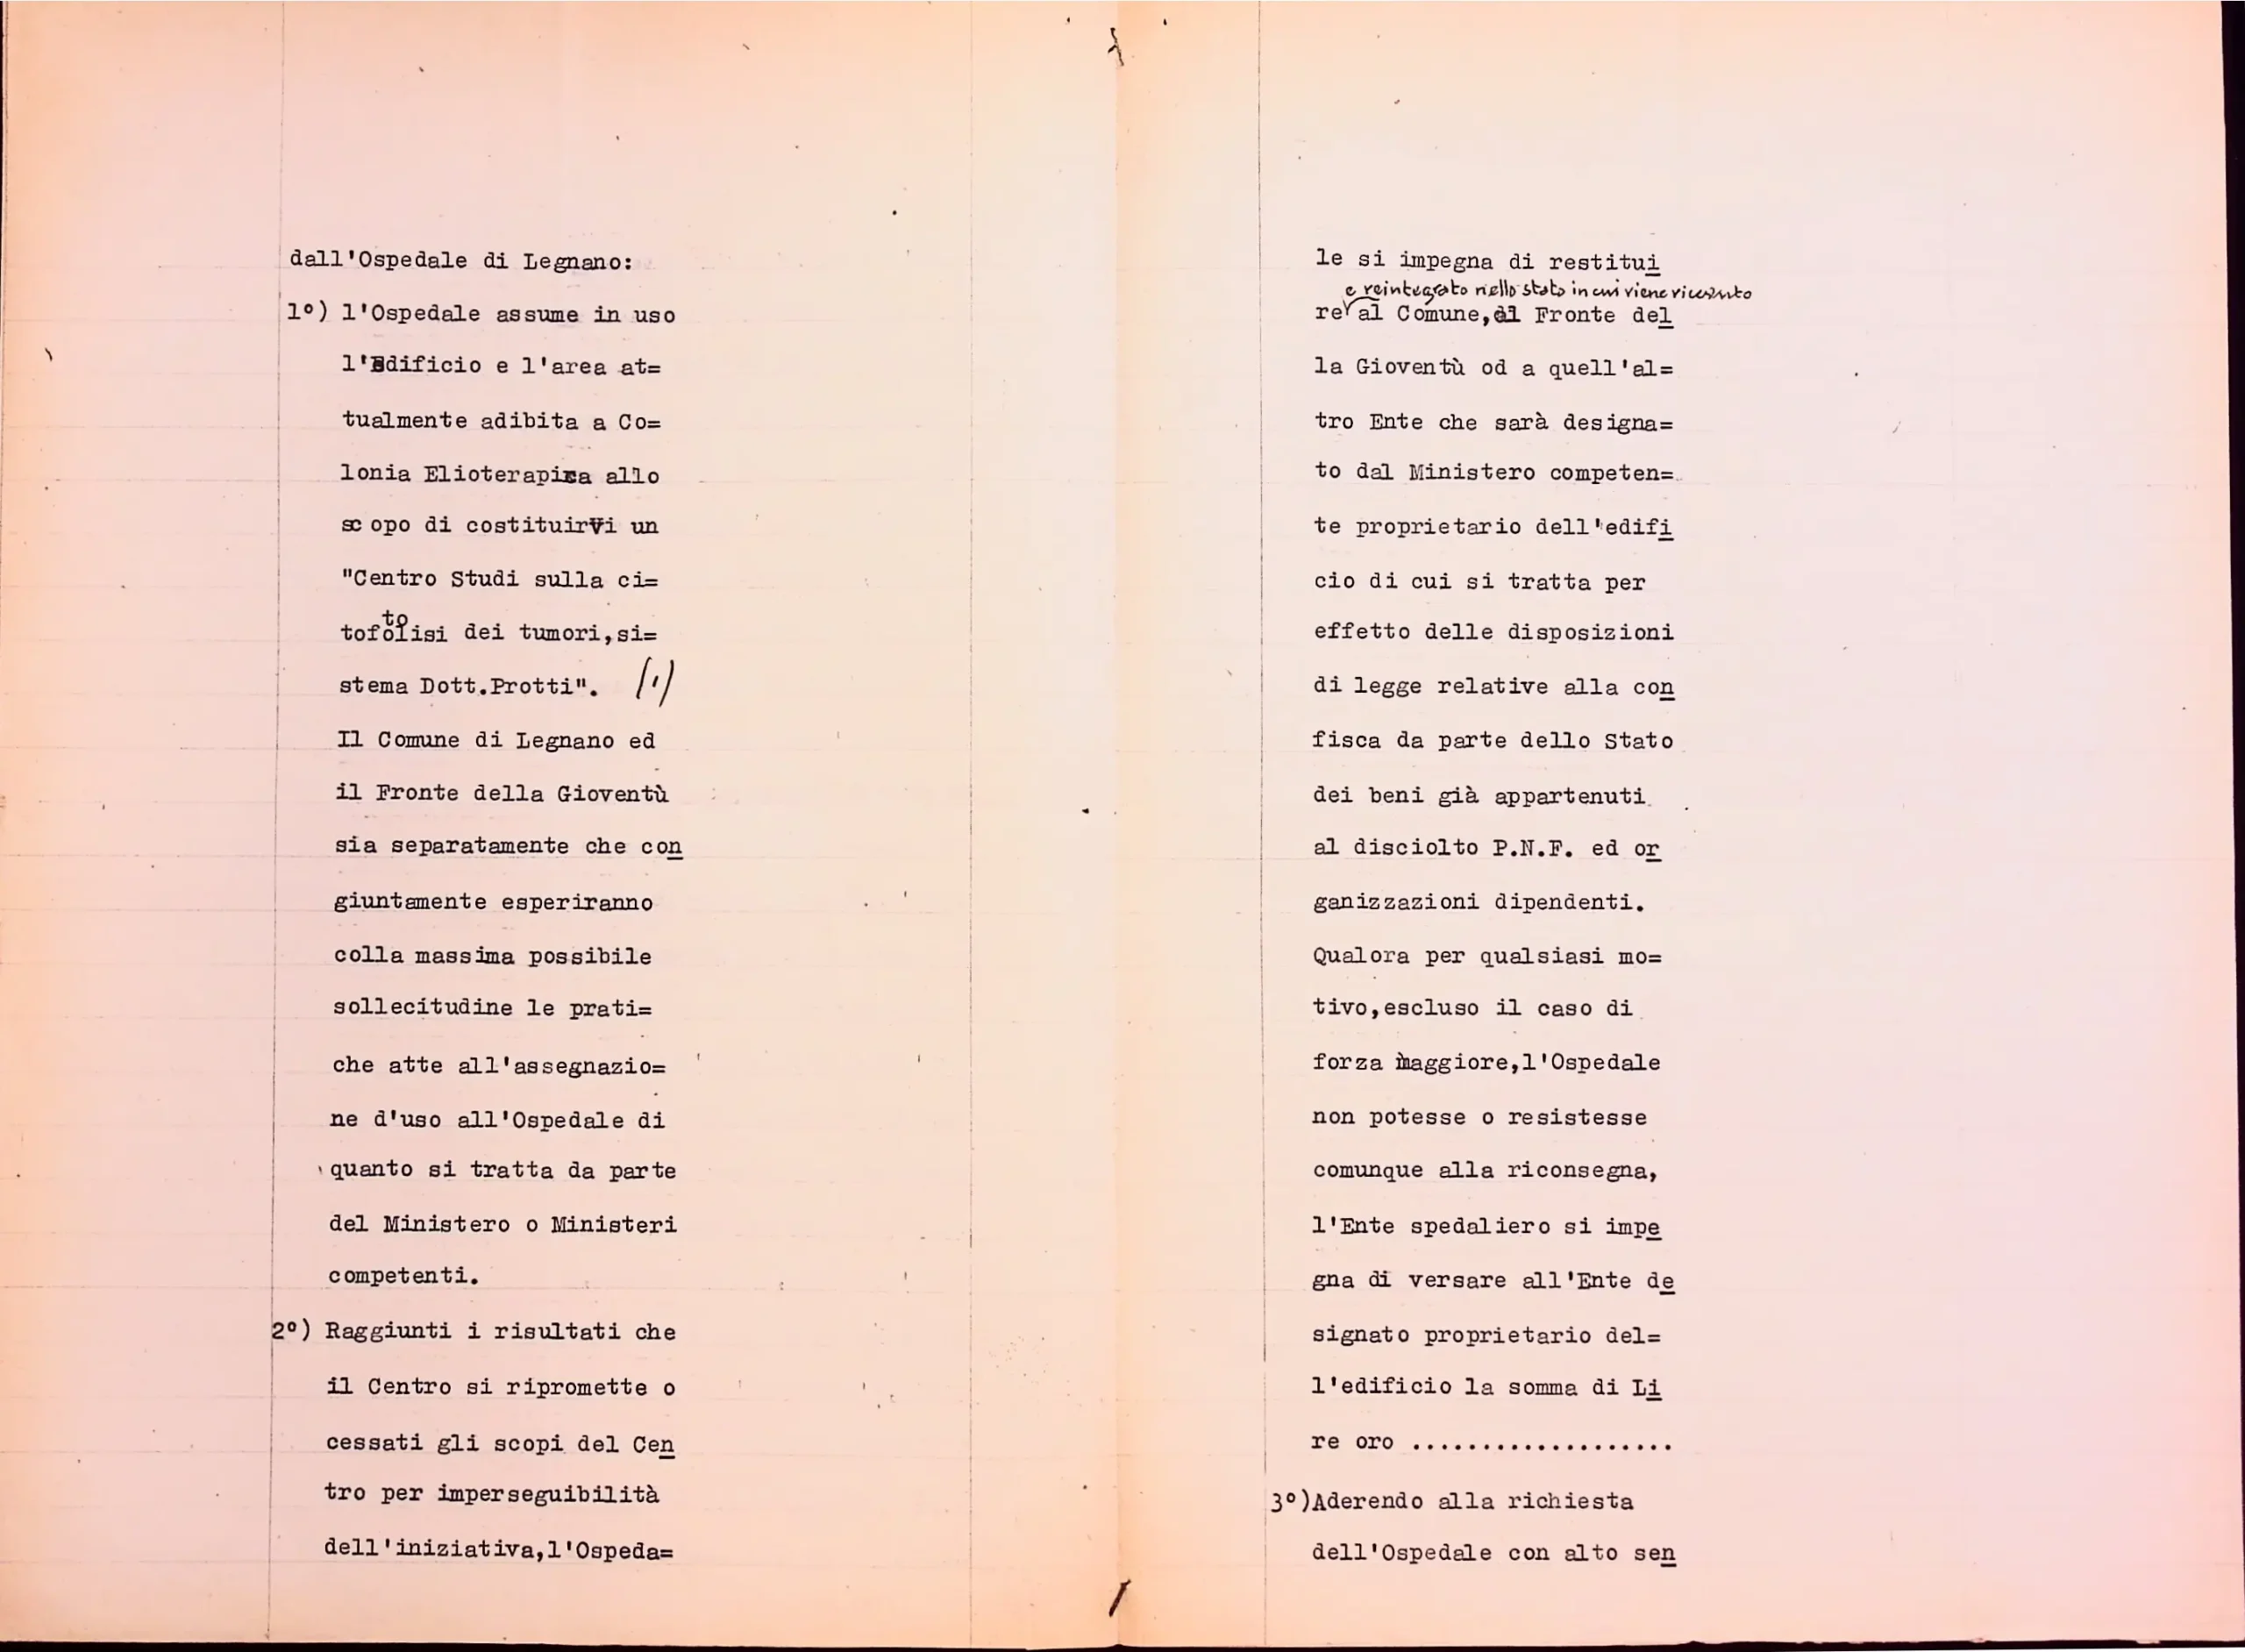 dall'Ospedale di Legnano:
1°) l'Ospedale assume in uso
l'Edificio e l'area at=
tualmente adibita a Co=
lonia Elioterapica allo
scopo di costituirvi un
"Centro Studi sulla ci=
to
tofolisi dei tumori,si=
stema Dott.Protti". (1)
Il Comune di Legnano ed
il Fronte della Gioventù
sia separatamente che con
giuntamente esperiranno
colla massima possibile
sollecitudine le prati=
che atte all'assegnazio=
ne d'uso all'Ospedale di
quanto si tratta da parte
del Ministero o Ministeri
competenti.
2°) Raggiunti i risultati che
il Centro si ripromette o
cessati gli scopi del Cen
tro per imperseguibilità
dell'iniziativa,l'Ospeda=
le si impegna di restitui
e reintegrato nello stato in cui viene ricevuto
re al Comune,al Fronte del
la Gioventù od a quell'al=
tro Ente che sarà designa=
to dal Ministero competen=
te proprietario dell'edifi
cio di cui si tratta per
effetto delle disposizioni
di legge relative alla con
fisca da parte dello Stato
dei beni già appartenuti
al disciolto P.N.F. ed or
ganizzazioni dipendenti.
Qualora per qualsiasi mo=
tivo,escluso il caso di
forza maggiore,l'Ospedale
non potesse o resistesse
comunque alla riconsegna,
l'Ente spedaliero si impe
gna di versare all'Ente de
signato proprietario del=
l'edificio la somma di Li
re oro ...................
3°)Aderendo alla richiesta
dell'Ospedale con alto sen